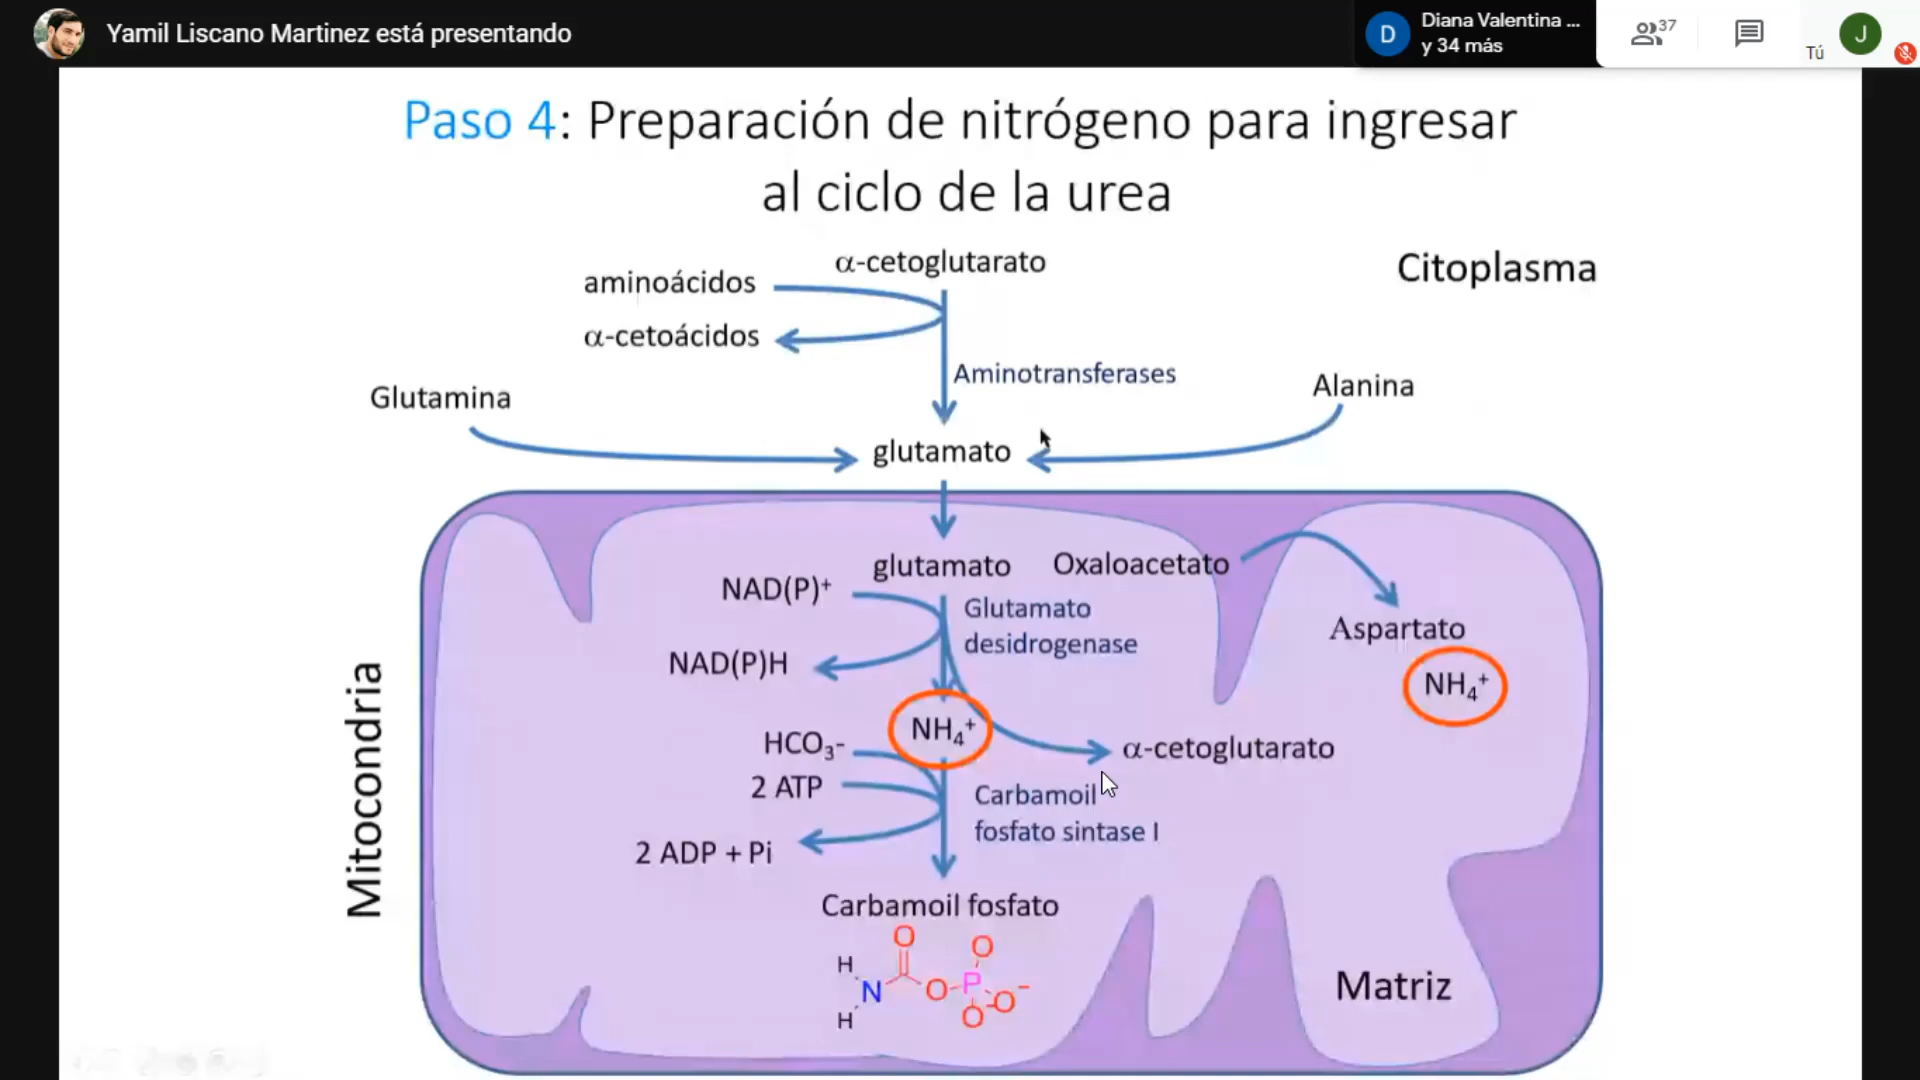 Yamil Liscano Martinez está presentando
D
Diana Valentina ...
y 34 más
37
Tú
J
Paso 4: Preparación de nitrógeno para ingresar
al ciclo de la urea
α-cetoglutarato
Citoplasma
aminoácidos
α-cetoácidos
Aminotransferases
Glutamina
Alanina
glutamato
glutamato
Oxaloacetato
NAD(P)⁺
Glutamato
desidrogenase
Aspartato
NAD(P)H
NH₄⁺
NH₄⁺
HCO₃-
α-cetoglutarato
2 ATP
Carbamoil
fosfato sintase I
2 ADP + Pi
Mitocondria
Carbamoil fosfato
O
O
H
N
O
P
O⁻
O
H
Matriz